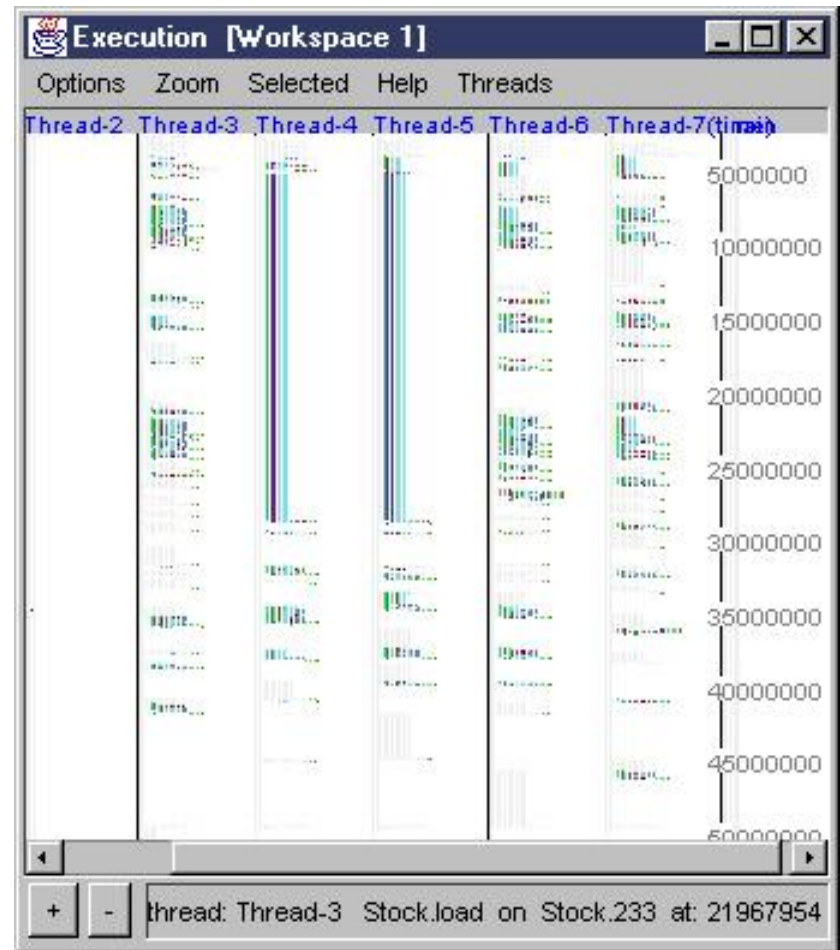 Execution [Workspace 1]
Options Zoom Selected Help Threads
Thread-2 Thread-3 Thread-4 Thread-5 Thread-6 Thread-7
5000000
10000000
15000000
20000000
25000000
30000000
35000000
40000000
45000000
50000000
+ - thread: Thread-3 Stock.load on Stock.233 at: 21967954